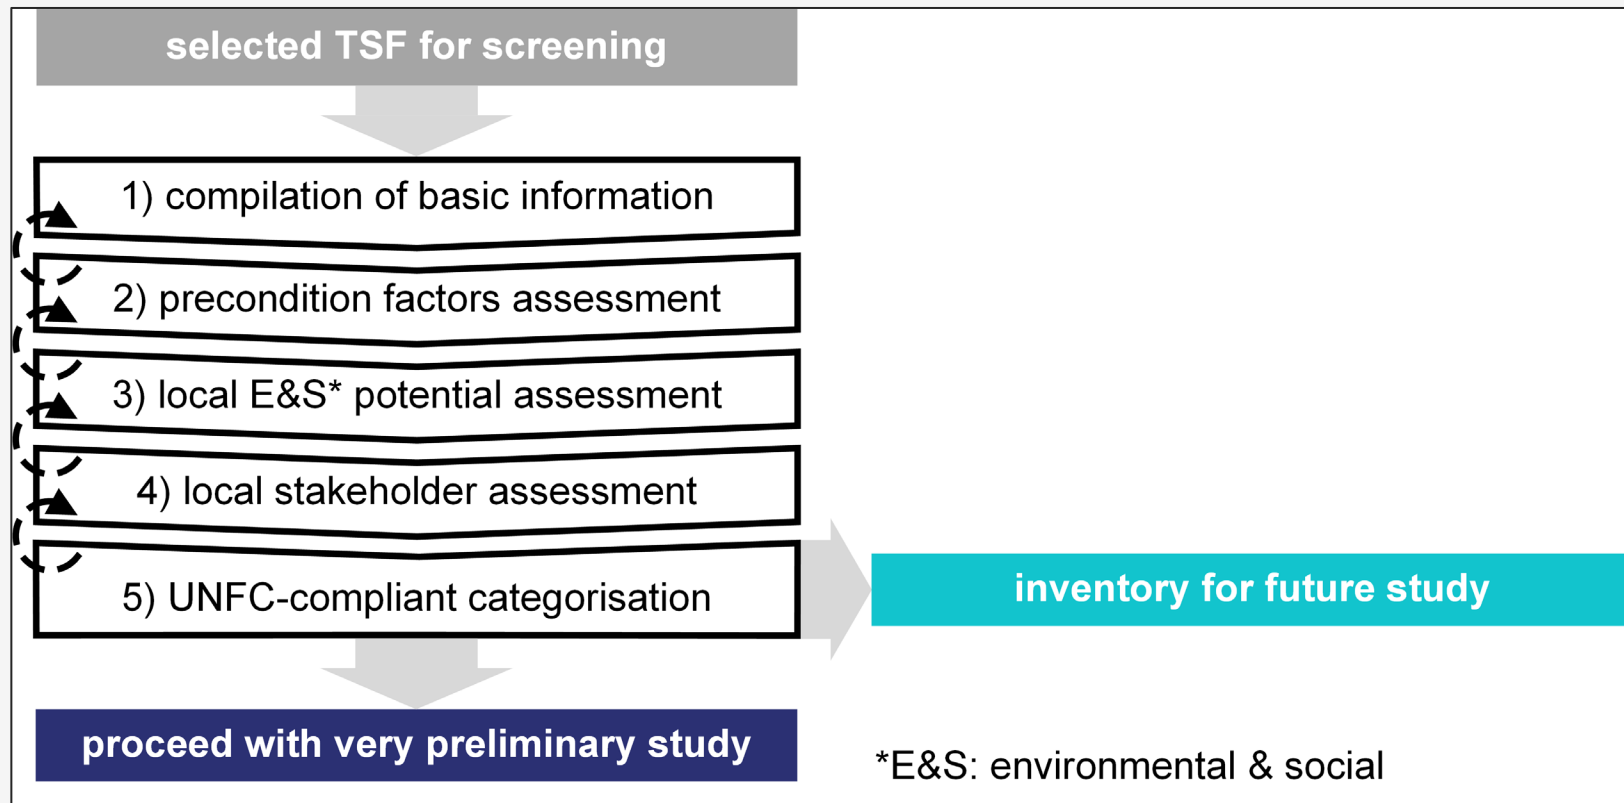 selected TSF for screening
1) compilation of basic information
2) precondition factors assessment
3) local E&S* potential assessment
4) local stakeholder assessment
5) UNFC-compliant categorisation
inventory for future study
proceed with very preliminary study
*E&S: environmental & social